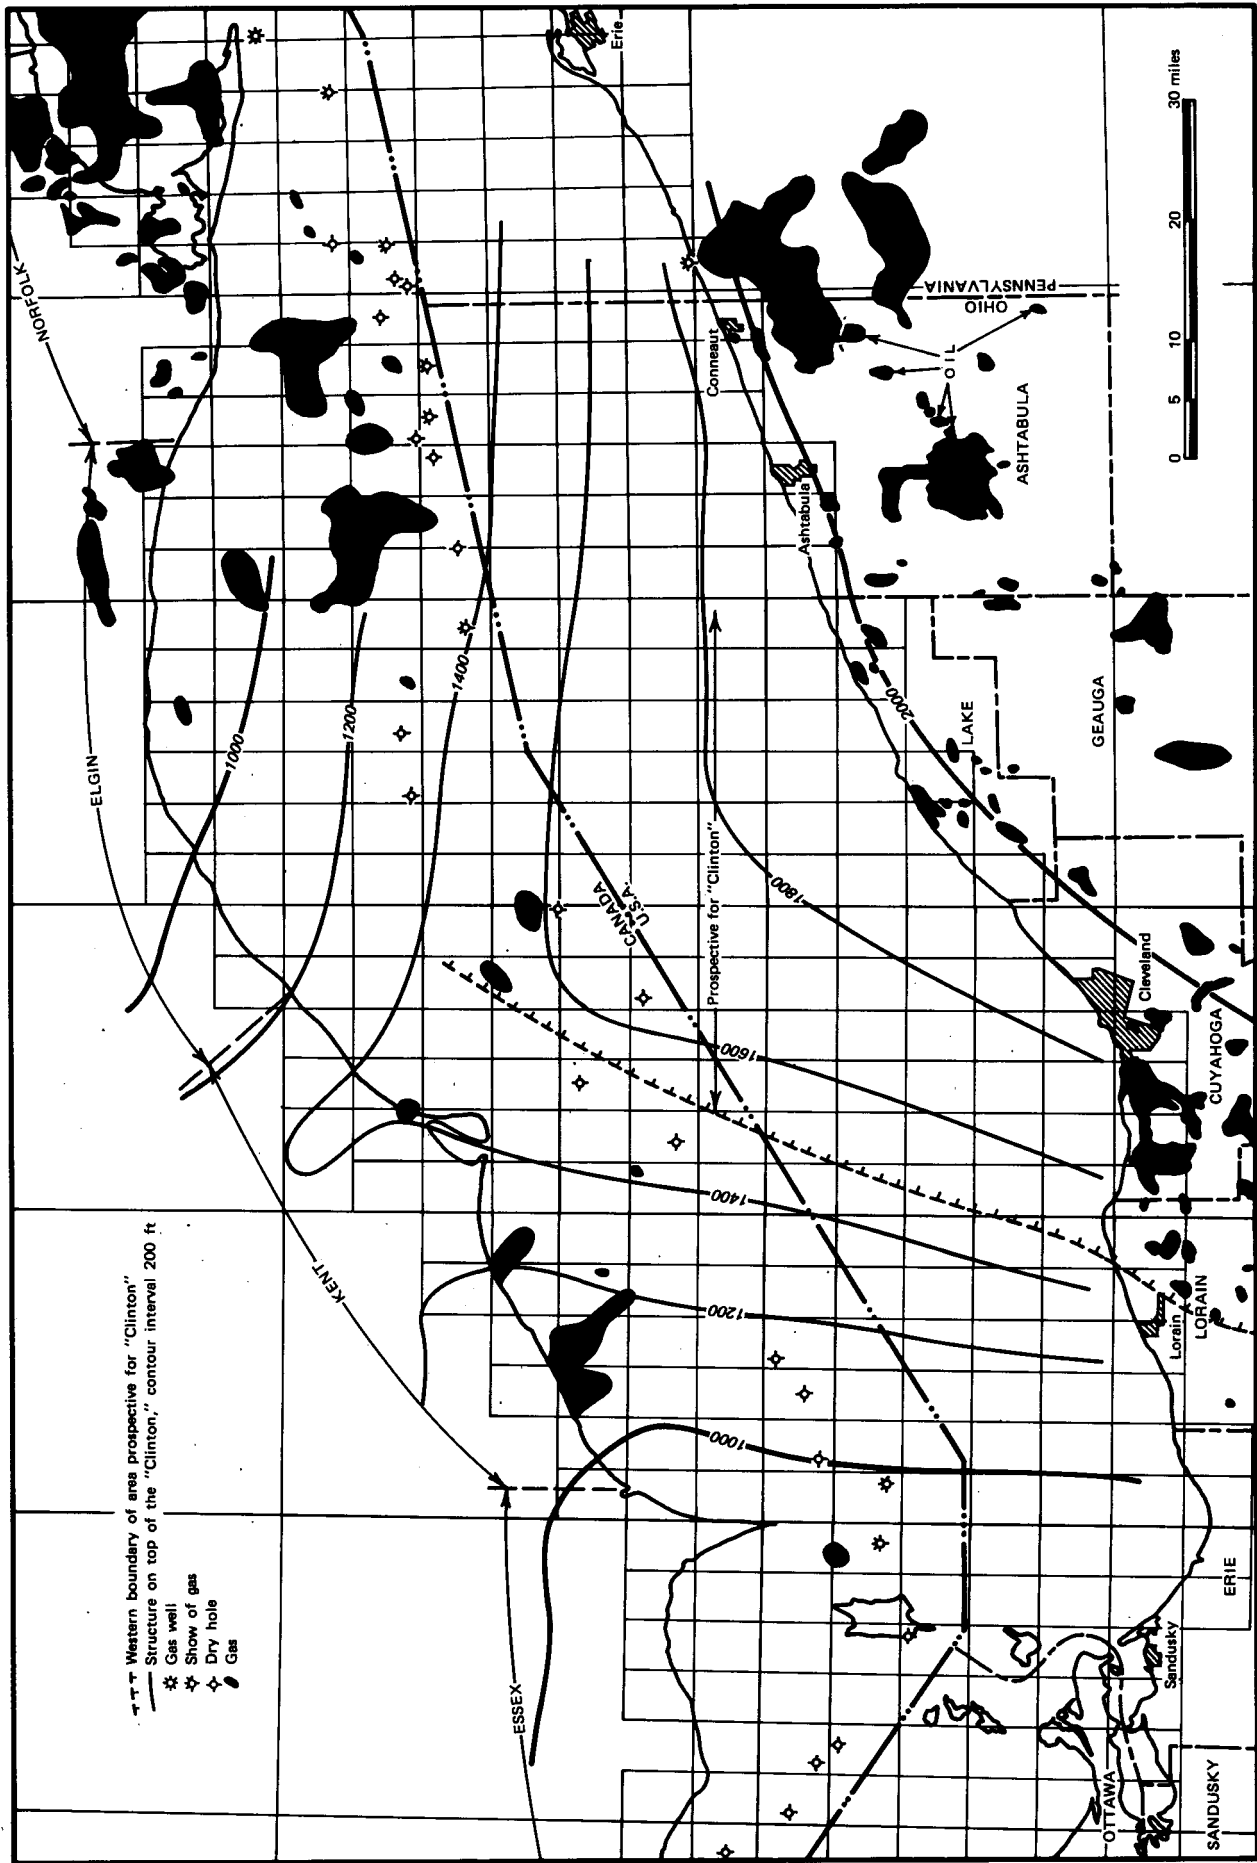 Western boundary of area prospective for "Clinton"
Structure on top of the "Clinton," contour interval 200 ft
Gas well
Show of gas
Dry hole
Gas
ESSEX
KENT
ELGIN
NORFOLK
1000
1200
1400
1000
1200
1400
1600
1800
2000
CANADA
U.S.A.
Prospective for "Clinton"
Erie
Conneaut
Ashtabula
Cleveland
Lorain
Sandusky
PENNSYLVANIA
OHIO
OIL
ASHTABULA
LAKE
GEAUGA
CUYAHOGA
LORAIN
ERIE
OTTAWA
SANDUSKY
0 5 10 20 30 miles